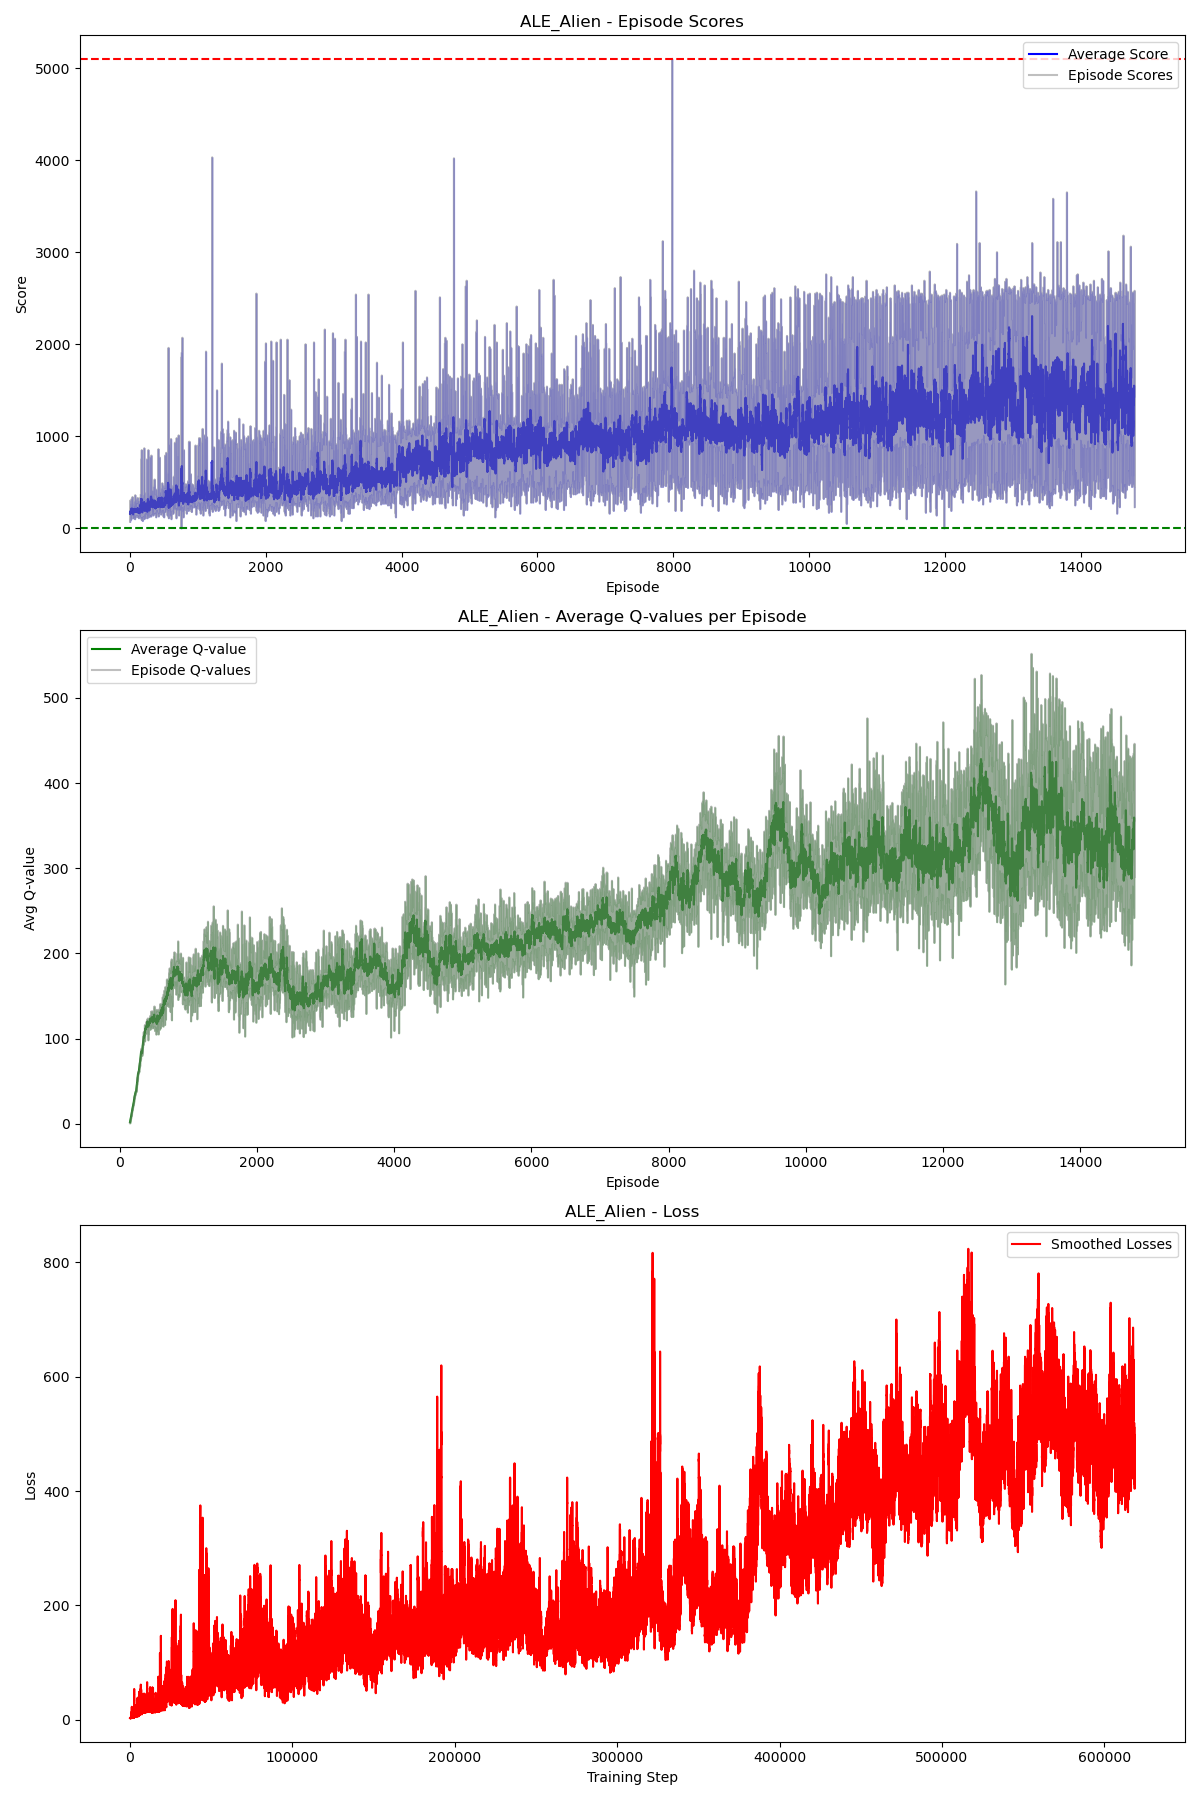 ALE_Alien - Episode Scores
Average Score
Episode Scores
5000
4000
3000
2000
1000
0
Score
0 2000 4000 6000 8000 10000 12000 14000
Episode
ALE_Alien - Average Q-values per Episode
Average Q-value
Episode Q-values
500
400
300
200
100
0
Avg Q-value
0 2000 4000 6000 8000 10000 12000 14000
Episode
ALE_Alien - Loss
Smoothed Losses
800
600
400
200
0
Loss
0 100000 200000 300000 400000 500000 600000
Training Step